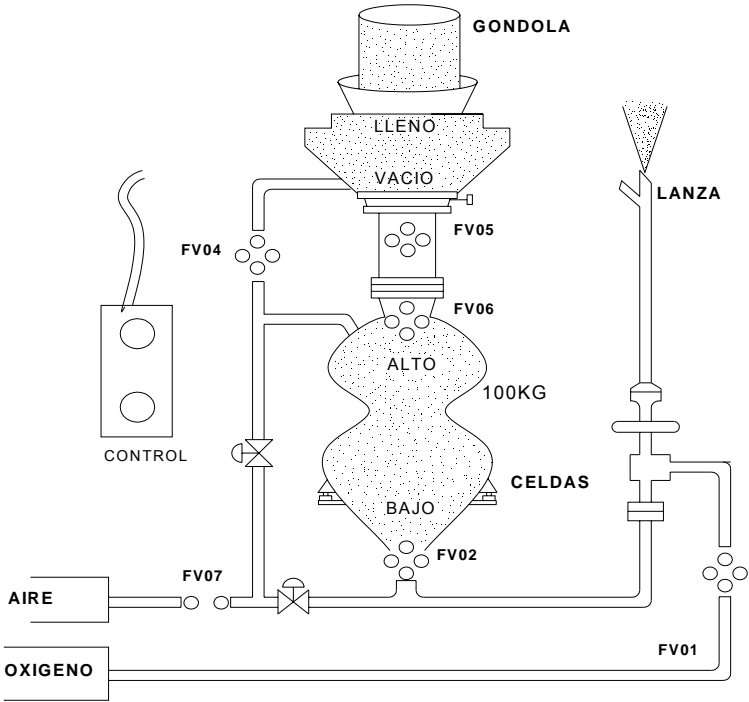 GONDOLA
LLENO
VACIO
LANZA
FV05
FV04
FV06
ALTO
100KG
CONTROL
CELDAS
BAJO
FV02
FV07
AIRE
FV01
OXIGENO